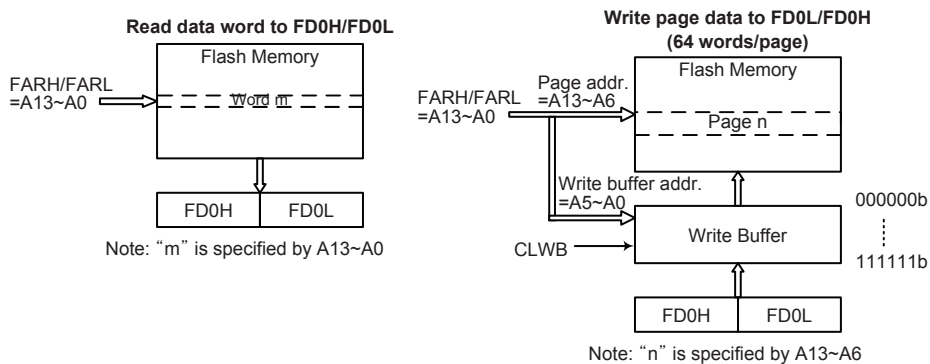 Read data word to FD0H/FD0L
Flash Memory
FARH/FARL
=A13~A0
Word m
FD0H
FD0L
Note: “m” is specified by A13~A0
Write page data to FD0L/FD0H
(64 words/page)
Flash Memory
Page addr.
=A13~A6
FARH/FARL
=A13~A0
Page n
Write buffer addr.
=A5~A0
Write Buffer
000000b
111111b
CLWB
FD0H
FD0L
Note: “n” is specified by A13~A6